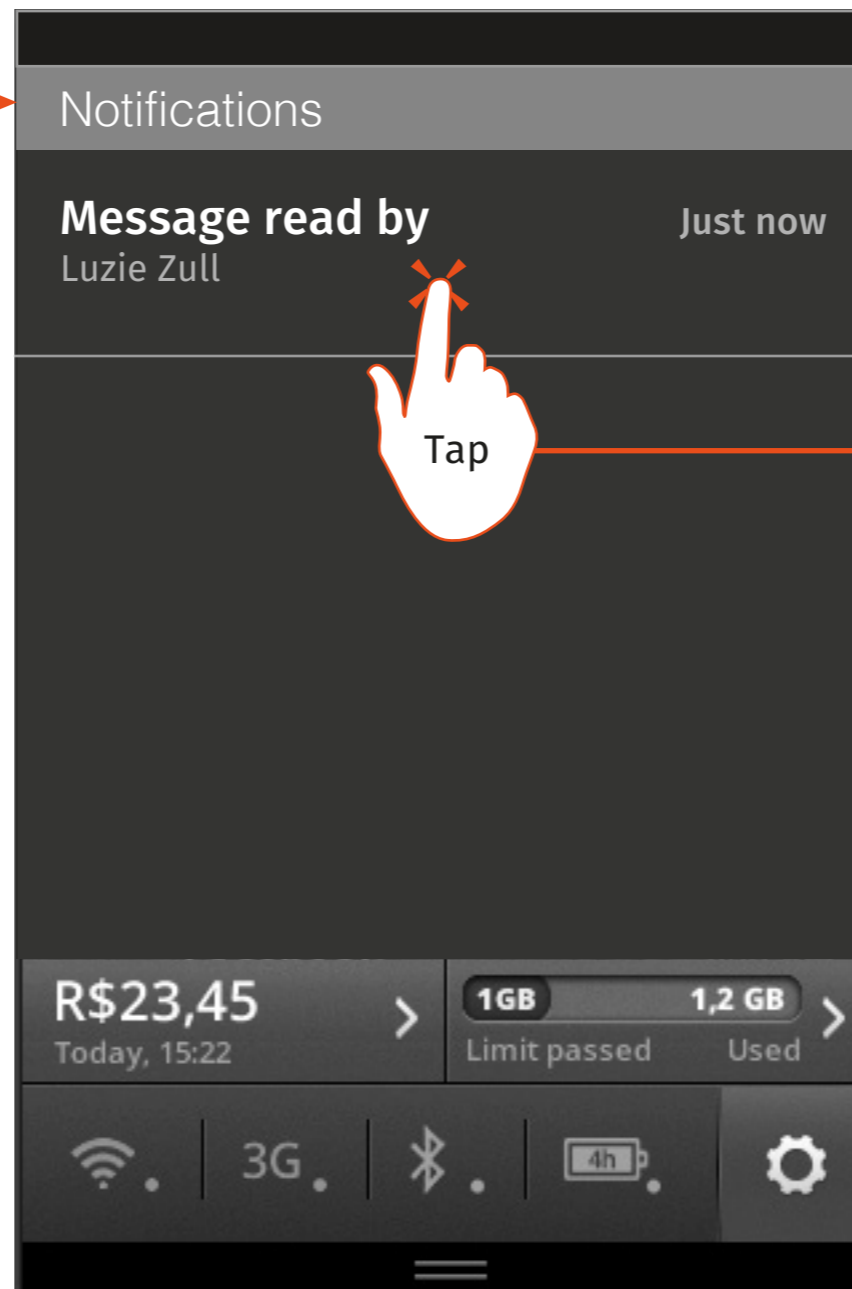 Notifications
Message read by
Just now
Luzie Zull
Tap
R$23,45
1GB
1,2 GB
Today, 15:22
Limit passed
Used
3G
4h